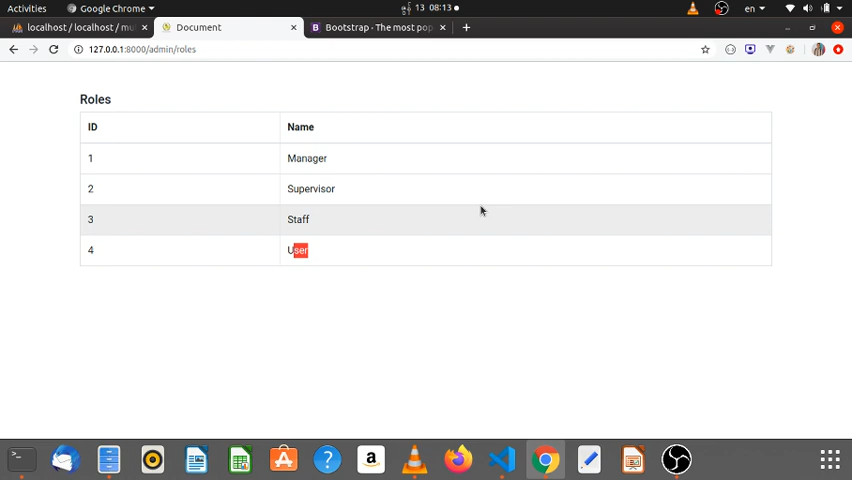 Activities
Google Chrome
13 08:13
en
localhost / localhost / mu
Document
Bootstrap · The most pop
127.0.0.1:8000/admin/roles
Roles
ID Name
1 Manager
2 Supervisor
3 Staff
4 User